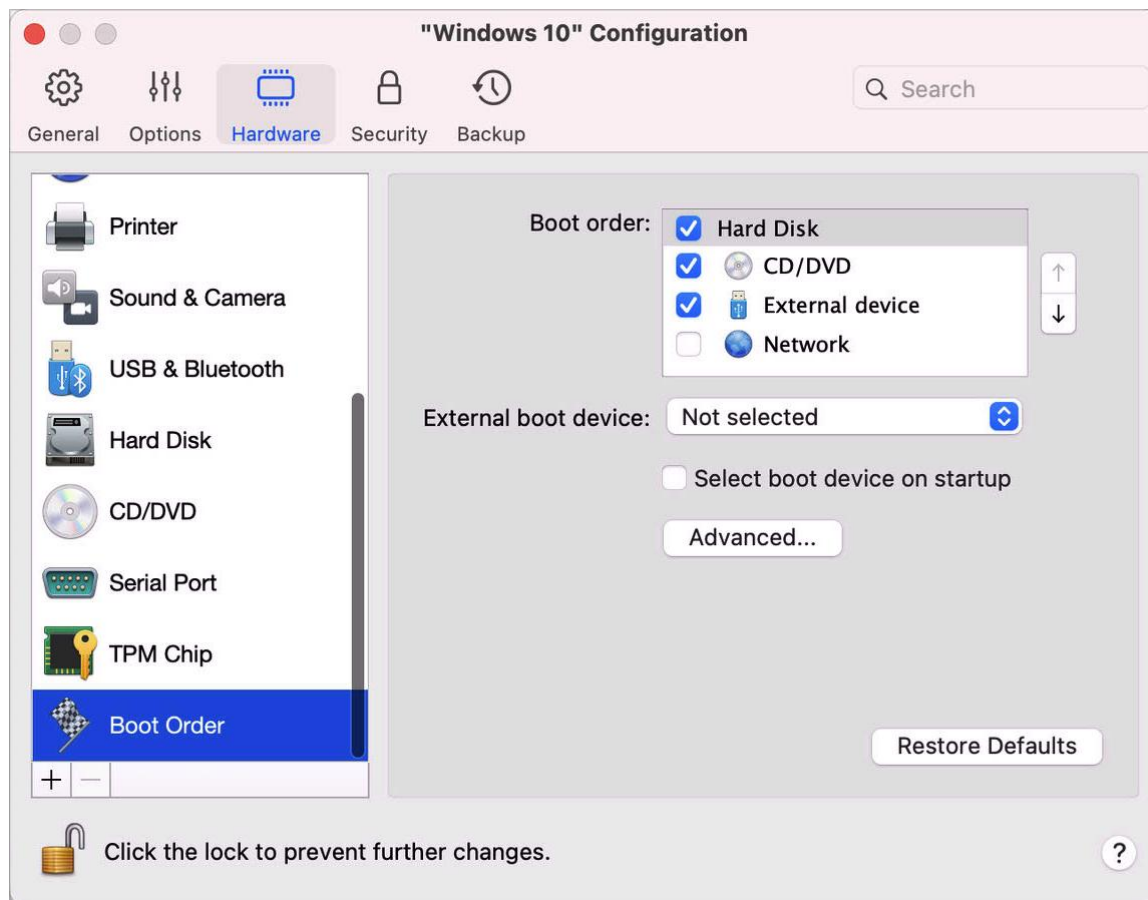 "Windows 10" Configuration
General Options Hardware Security Backup
Search
Printer
Sound & Camera
USB & Bluetooth
Hard Disk
CD/DVD
Serial Port
TPM Chip
Boot Order
Boot order:
Hard Disk
CD/DVD
External device
Network
External boot device: Not selected
Select boot device on startup
Advanced...
Restore Defaults
Click the lock to prevent further changes.
?